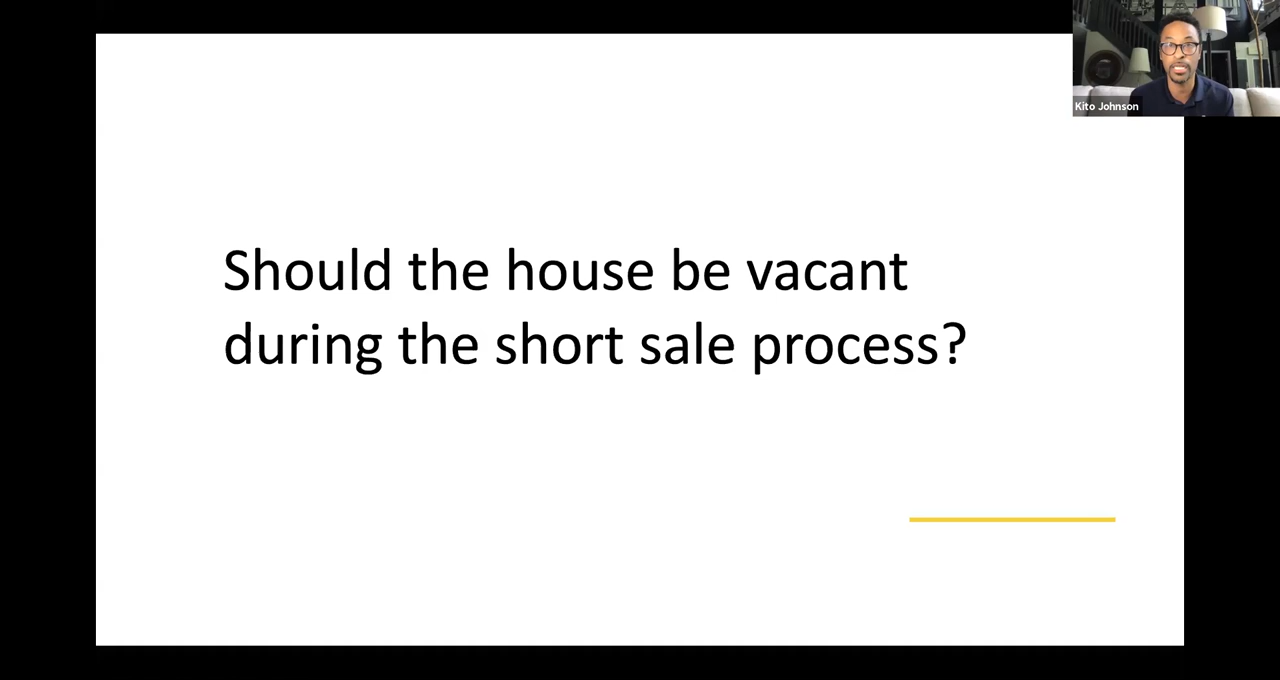 Kito Johnson
Should the house be vacant
during the short sale process?